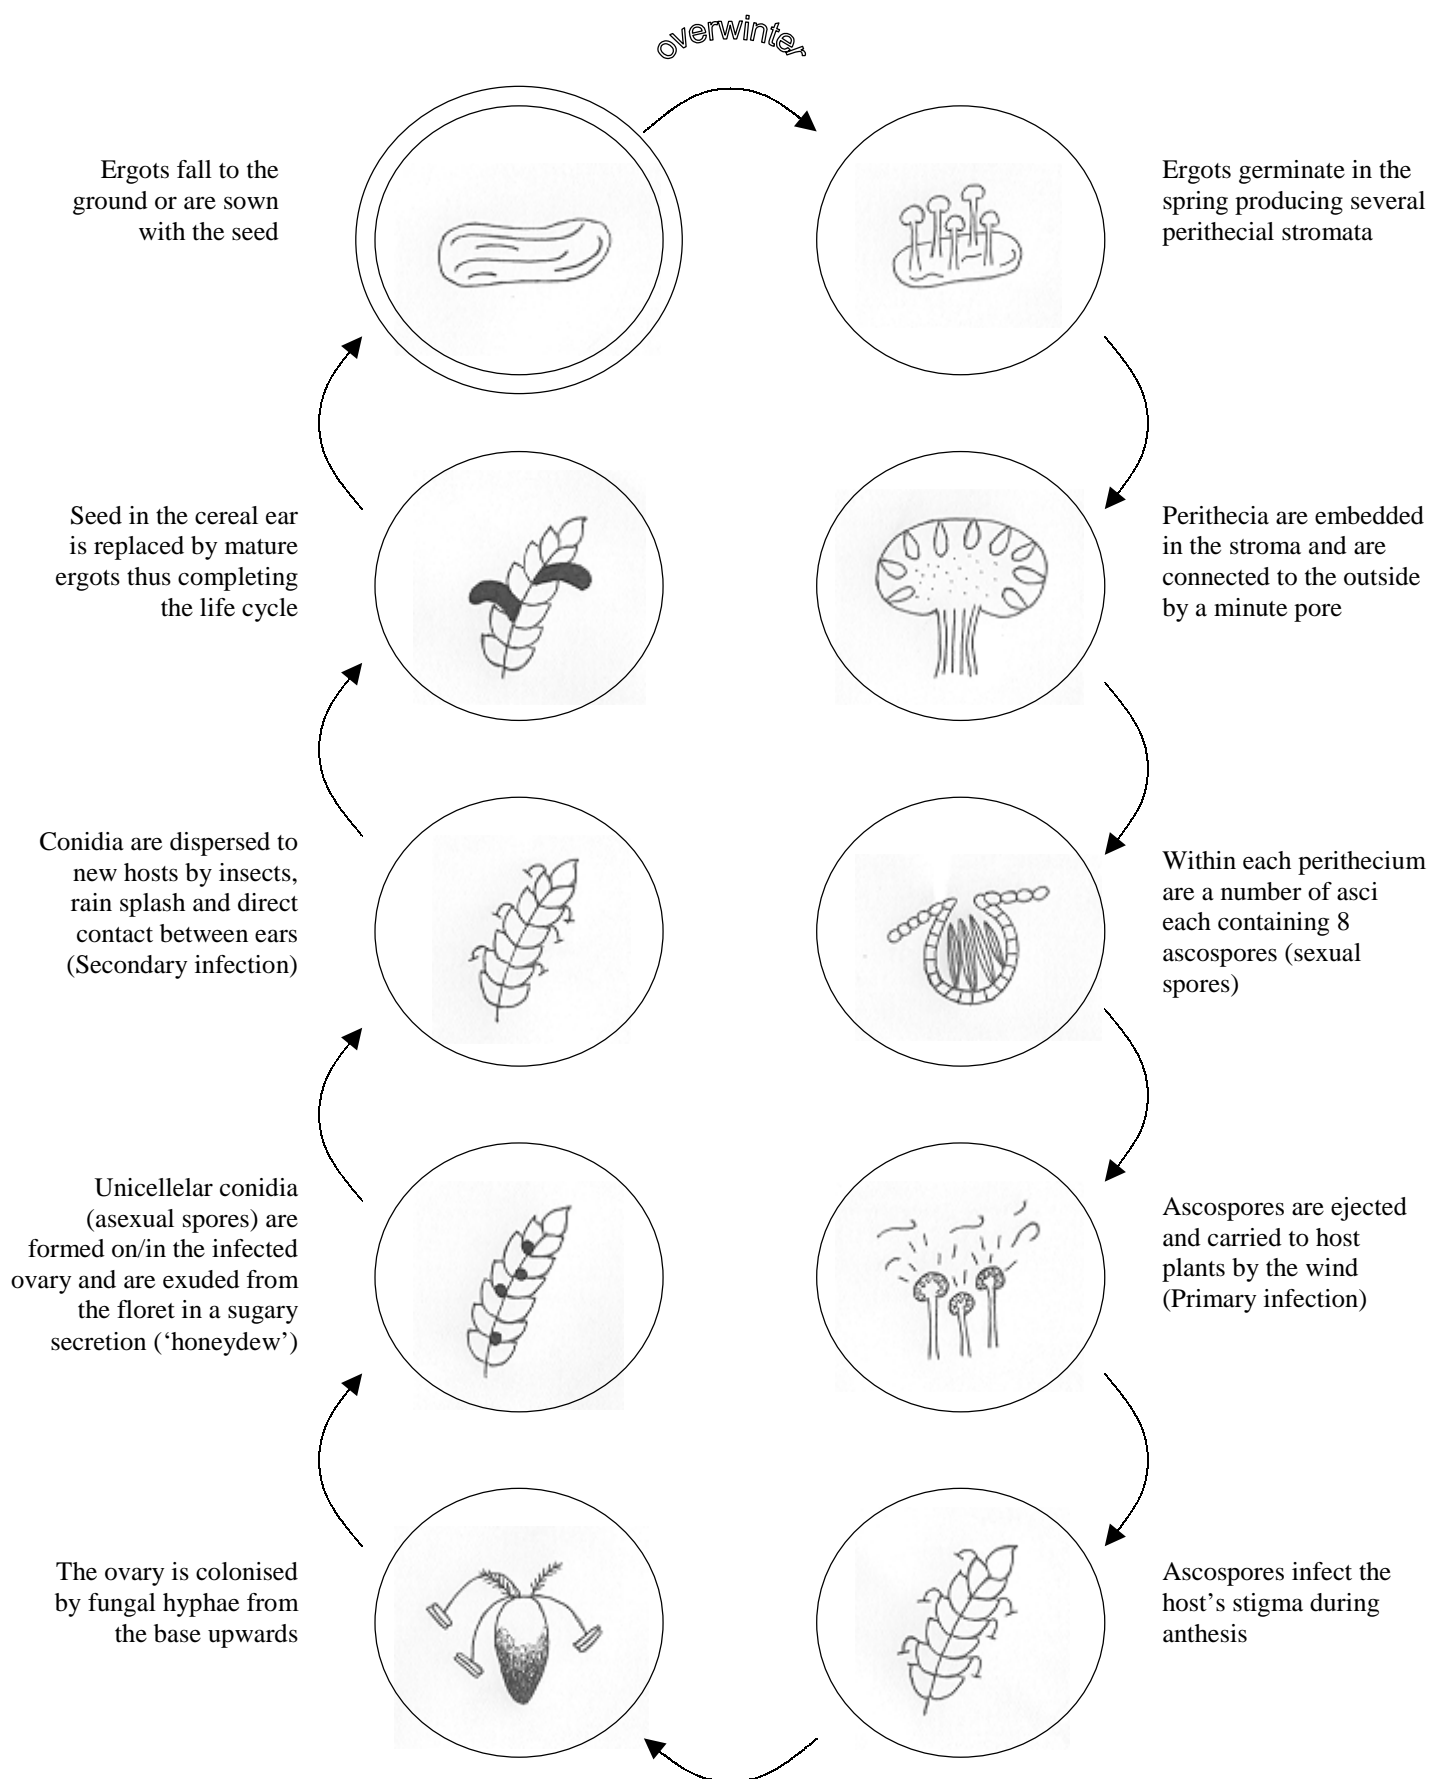 overwinter
Ergots fall to the
ground or are sown
with the seed
Ergots germinate in the
spring producing several
perithecial stromata
Seed in the cereal ear
is replaced by mature
ergots thus completing
the life cycle
Perithecia are embedded
in the stroma and are
connected to the outside
by a minute pore
Conidia are dispersed to
new hosts by insects,
rain splash and direct
contact between ears
(Secondary infection)
Within each perithecium
are a number of asci
each containing 8
ascospores (sexual
spores)
Unicellelar conidia
(asexual spores) are
formed on/in the infected
ovary and are exuded from
the floret in a sugary
secretion (‘honeydew’)
Ascospores are ejected
and carried to host
plants by the wind
(Primary infection)
The ovary is colonised
by fungal hyphae from
the base upwards
Ascospores infect the
host’s stigma during
anthesis